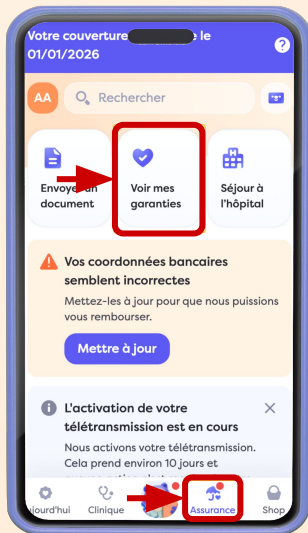 Votre couverture le
01/01/2026
?
AA
Rechercher
Envoyer un
document
Voir mes
garanties
Séjour à
l'hôpital
Vos coordonnées bancaires
semblent incorrectes
Mettez-les à jour pour que nous puissions
vous rembourser.
Mettre à jour
L'activation de votre
télétransmission est en cours
Nous activons votre télétransmission.
Cela prend environ 10 jours et
Clinique
Assurance
Shop